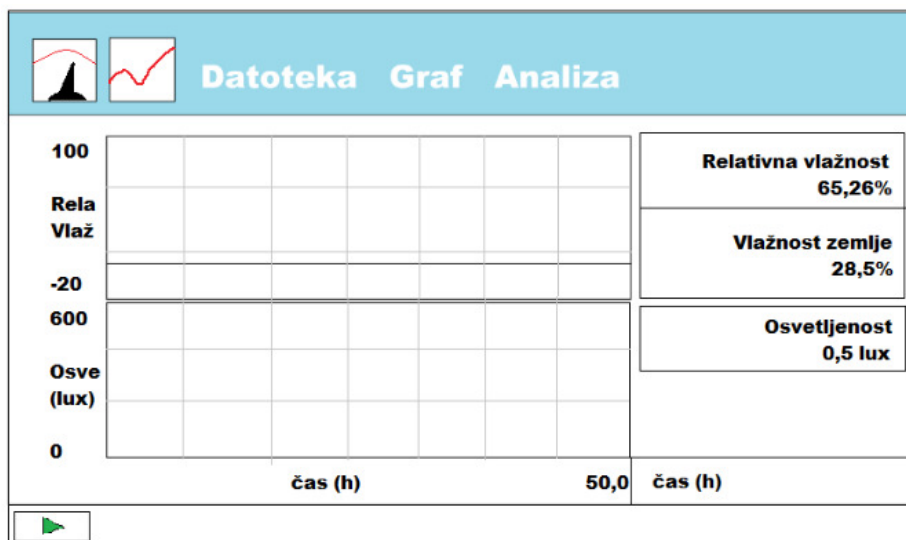 Datoteka Graf Analiza
100
Rela
Vlaž
-20
600
Osve
(lux)
0
čas (h)
50,0
Relativna vlažnost
65,26%
Vlažnost zemlje
28,5%
Osvetljenost
0,5 lux
čas (h)